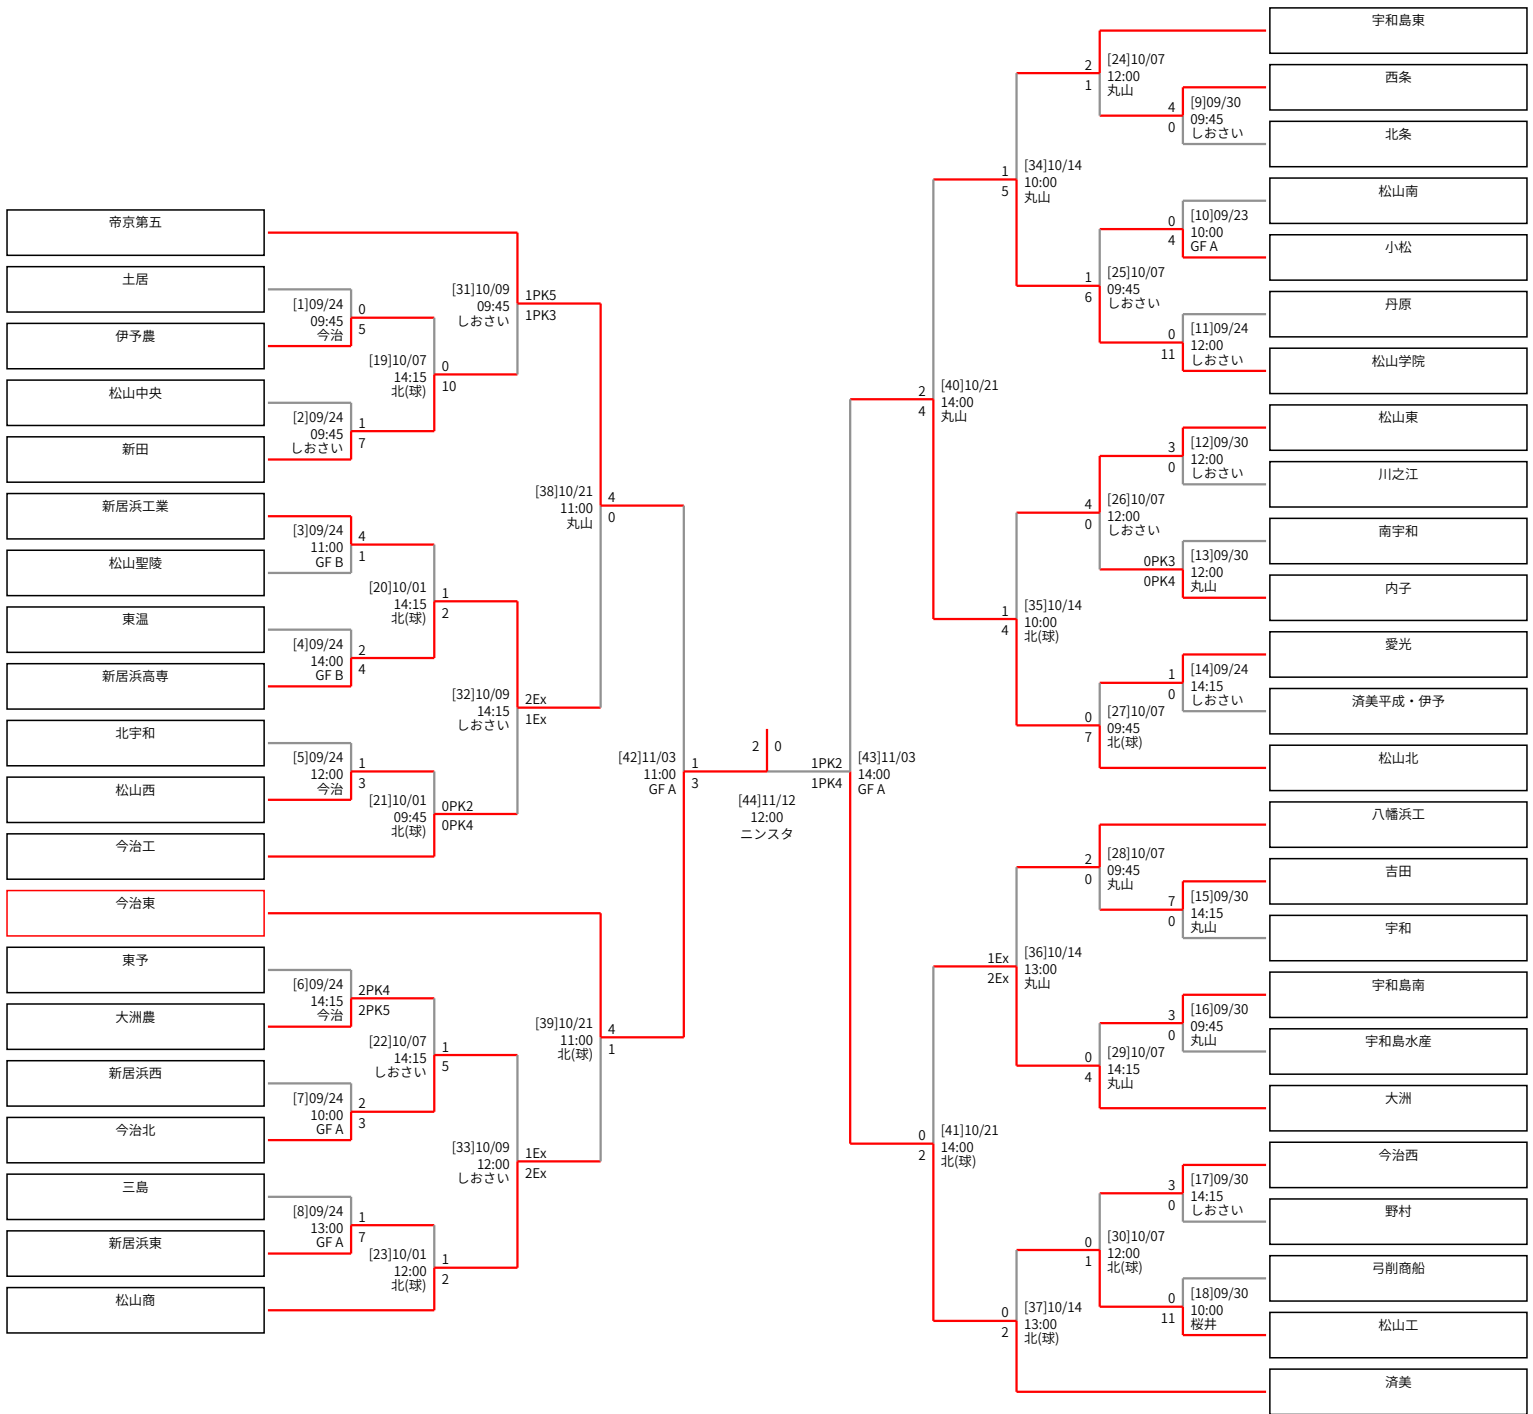 帝京第五
土居
伊予農
松山中央
新田
新居浜工業
松山聖陵
東温
新居浜高専
北宇和
松山西
今治工
今治東
東予
大洲農
新居浜西
今治北
三島
新居浜東
松山商
[1]09/24
09:45
今治
0
5
[2]09/24
09:45
しおさい
1
7
[3]09/24
11:00
GF B
4
1
[4]09/24
14:00
GF B
2
4
[5]09/24
12:00
今治
1
3
[6]09/24
14:15
今治
2PK4
2PK5
[7]09/24
10:00
GF A
2
3
[8]09/24
13:00
GF A
1
7
[19]10/07
14:15
北(球)
0
10
[20]10/01
14:15
北(球)
1
2
[21]10/01
09:45
北(球)
0PK2
0PK4
[22]10/07
14:15
しおさい
1
5
[23]10/01
12:00
北(球)
1
2
[31]10/09
09:45
しおさい
1PK5
1PK3
[32]10/09
14:15
しおさい
2Ex
1Ex
[33]10/09
12:00
しおさい
1Ex
2Ex
[38]10/21
11:00
丸山
4
0
[39]10/21
11:00
北(球)
4
1
[42]11/03
11:00
GF A
1
3
2
0
[44]11/12
12:00
ニンスタ
1PK2
1PK4
[43]11/03
14:00
GF A
2
4
[40]10/21
14:00
丸山
0
2
[41]10/21
14:00
北(球)
1
5
[34]10/14
10:00
丸山
1
4
[35]10/14
10:00
北(球)
1Ex
2Ex
[36]10/14
13:00
丸山
0
2
[37]10/14
13:00
北(球)
2
1
[24]10/07
12:00
丸山
1
6
[25]10/07
09:45
しおさい
4
0
[26]10/07
12:00
しおさい
0
7
[27]10/07
09:45
北(球)
2
0
[28]10/07
09:45
丸山
0
4
[29]10/07
14:15
丸山
0
1
[30]10/07
12:00
北(球)
4
0
[9]09/30
09:45
しおさい
0
4
[10]09/23
10:00
GF A
0
11
[11]09/24
12:00
しおさい
3
0
[12]09/30
12:00
しおさい
0PK3
0PK4
[13]09/30
12:00
丸山
1
0
[14]09/24
14:15
しおさい
7
0
[15]09/30
14:15
丸山
3
0
[16]09/30
09:45
丸山
3
0
[17]09/30
14:15
しおさい
0
11
[18]09/30
10:00
桜井
宇和島東
西条
北条
松山南
小松
丹原
松山学院
松山東
川之江
南宇和
内子
愛光
済美平成・伊予
松山北
八幡浜工
吉田
宇和
宇和島南
宇和島水産
大洲
今治西
野村
弓削商船
松山工
済美